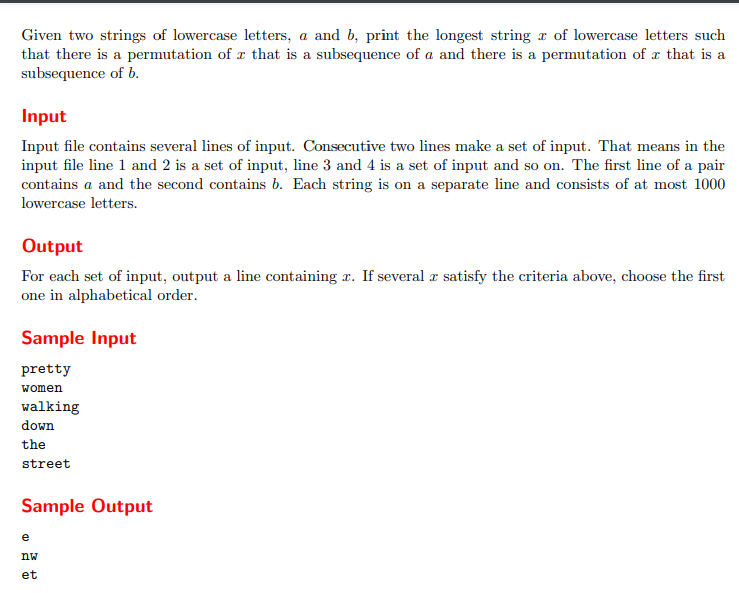 Given two strings of lowercase letters, a and b, print the longest string x of lowercase letters such
that there is a permutation of x that is a subsequence of a and there is a permutation of x that is a
subsequence of b.
Input
Input file contains several lines of input. Consecutive two lines make a set of input. That means in the
input file line 1 and 2 is a set of input, line 3 and 4 is a set of input and so on. The first line of a pair
contains a and the second contains b. Each string is on a separate line and consists of at most 1000
lowercase letters.
Output
For each set of input, output a line containing x. If several x satisfy the criteria above, choose the first
one in alphabetical order.
Sample Input
pretty
women
walking
down
the
street
Sample Output
e
nw
et